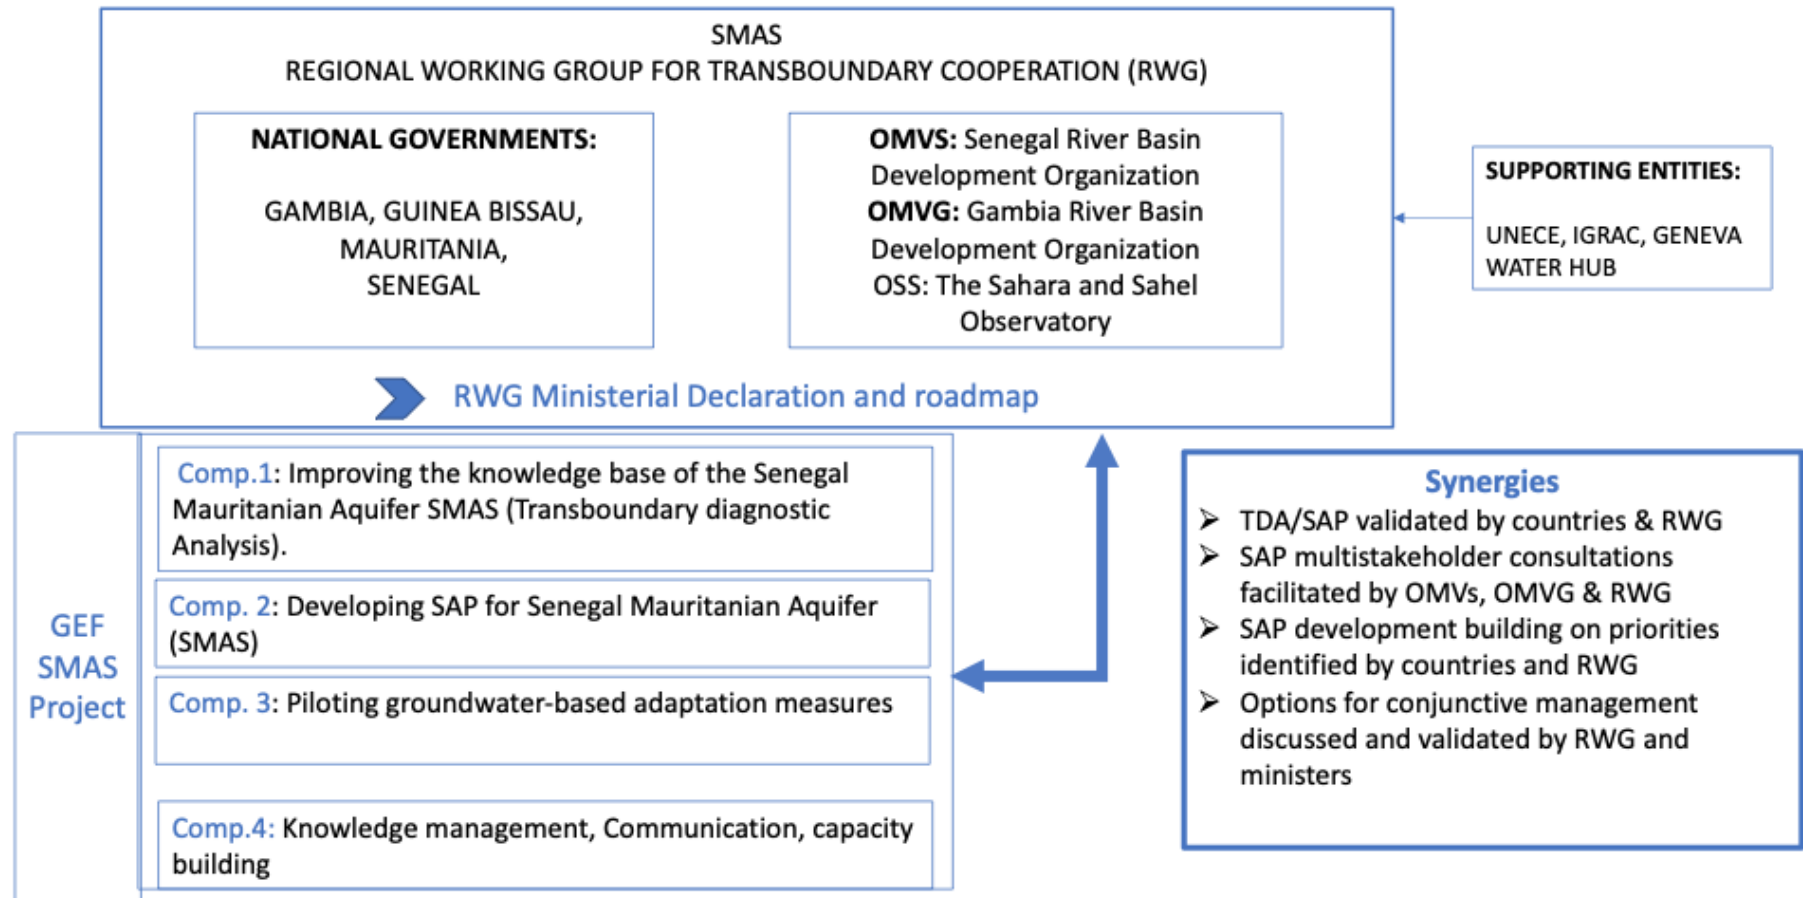 SMAS
REGIONAL WORKING GROUP FOR TRANSBOUNDARY COOPERATION (RWG)
NATIONAL GOVERNMENTS:
GAMBIA, GUINEA BISSAU,
MAURITANIA,
SENEGAL
OMVS: Senegal River Basin
Development Organization
OMVG: Gambia River Basin
Development Organization
OSS: The Sahara and Sahel
Observatory
SUPPORTING ENTITIES:
UNECE, IGRAC, GENEVA
WATER HUB
RWG Ministerial Declaration and roadmap
GEF
SMAS
Project
Comp.1: Improving the knowledge base of the Senegal
Mauritanian Aquifer SMAS (Transboundary diagnostic
Analysis).
Comp. 2: Developing SAP for Senegal Mauritanian Aquifer
(SMAS)
Comp. 3: Piloting groundwater-based adaptation measures
Comp.4: Knowledge management, Communication, capacity
building
Synergies
➢ TDA/SAP validated by countries & RWG
➢ SAP multistakeholder consultations
facilitated by OMVs, OMVG & RWG
➢ SAP development building on priorities
identified by countries and RWG
➢ Options for conjunctive management
discussed and validated by RWG and
ministers